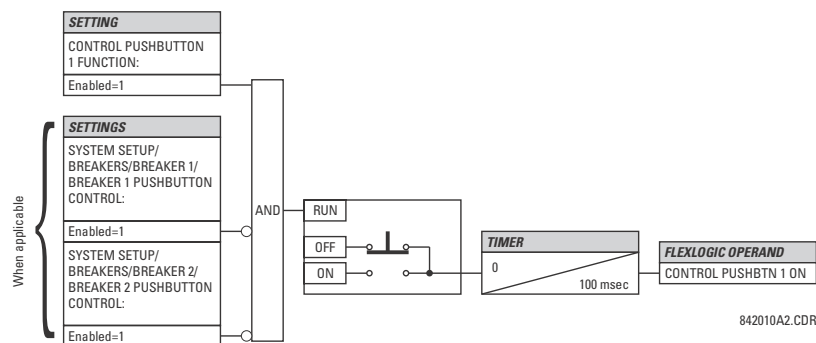 SETTING
CONTROL PUSHBUTTON
1 FUNCTION:
Enabled=1
When applicable
SETTINGS
SYSTEM SETUP/
BREAKERS/BREAKER 1/
BREAKER 1 PUSHBUTTON
CONTROL:
Enabled=1
SYSTEM SETUP/
BREAKERS/BREAKER 2/
BREAKER 2 PUSHBUTTON
CONTROL:
Enabled=1
AND
RUN
OFF
ON
TIMER
0
100 msec
FLEXLOGIC OPERAND
CONTROL PUSHBTN 1 ON
842010A2.CDR